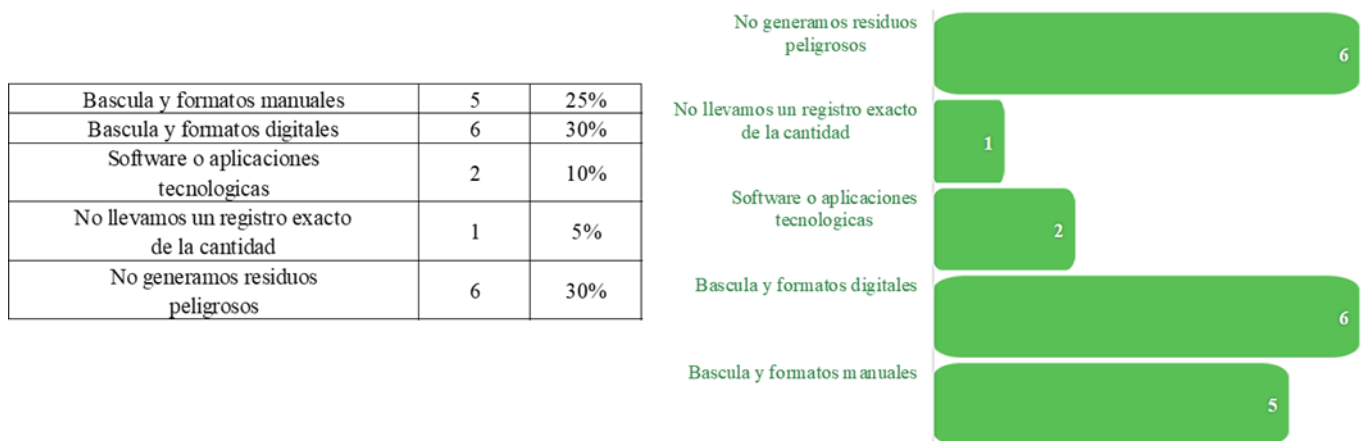 Bascula y formatos manuales 5 25%
Bascula y formatos digitales 6 30%
Software o aplicaciones
tecnologicas 2 10%
No llevamos un registro exacto
de la cantidad 1 5%
No generamos residuos
peligrosos 6 30%
No generamos residuos
peligrosos
6
No llevamos un registro exacto
de la cantidad
1
Software o aplicaciones
tecnologicas
2
Bascula y formatos digitales
6
Bascula y formatos manuales
5